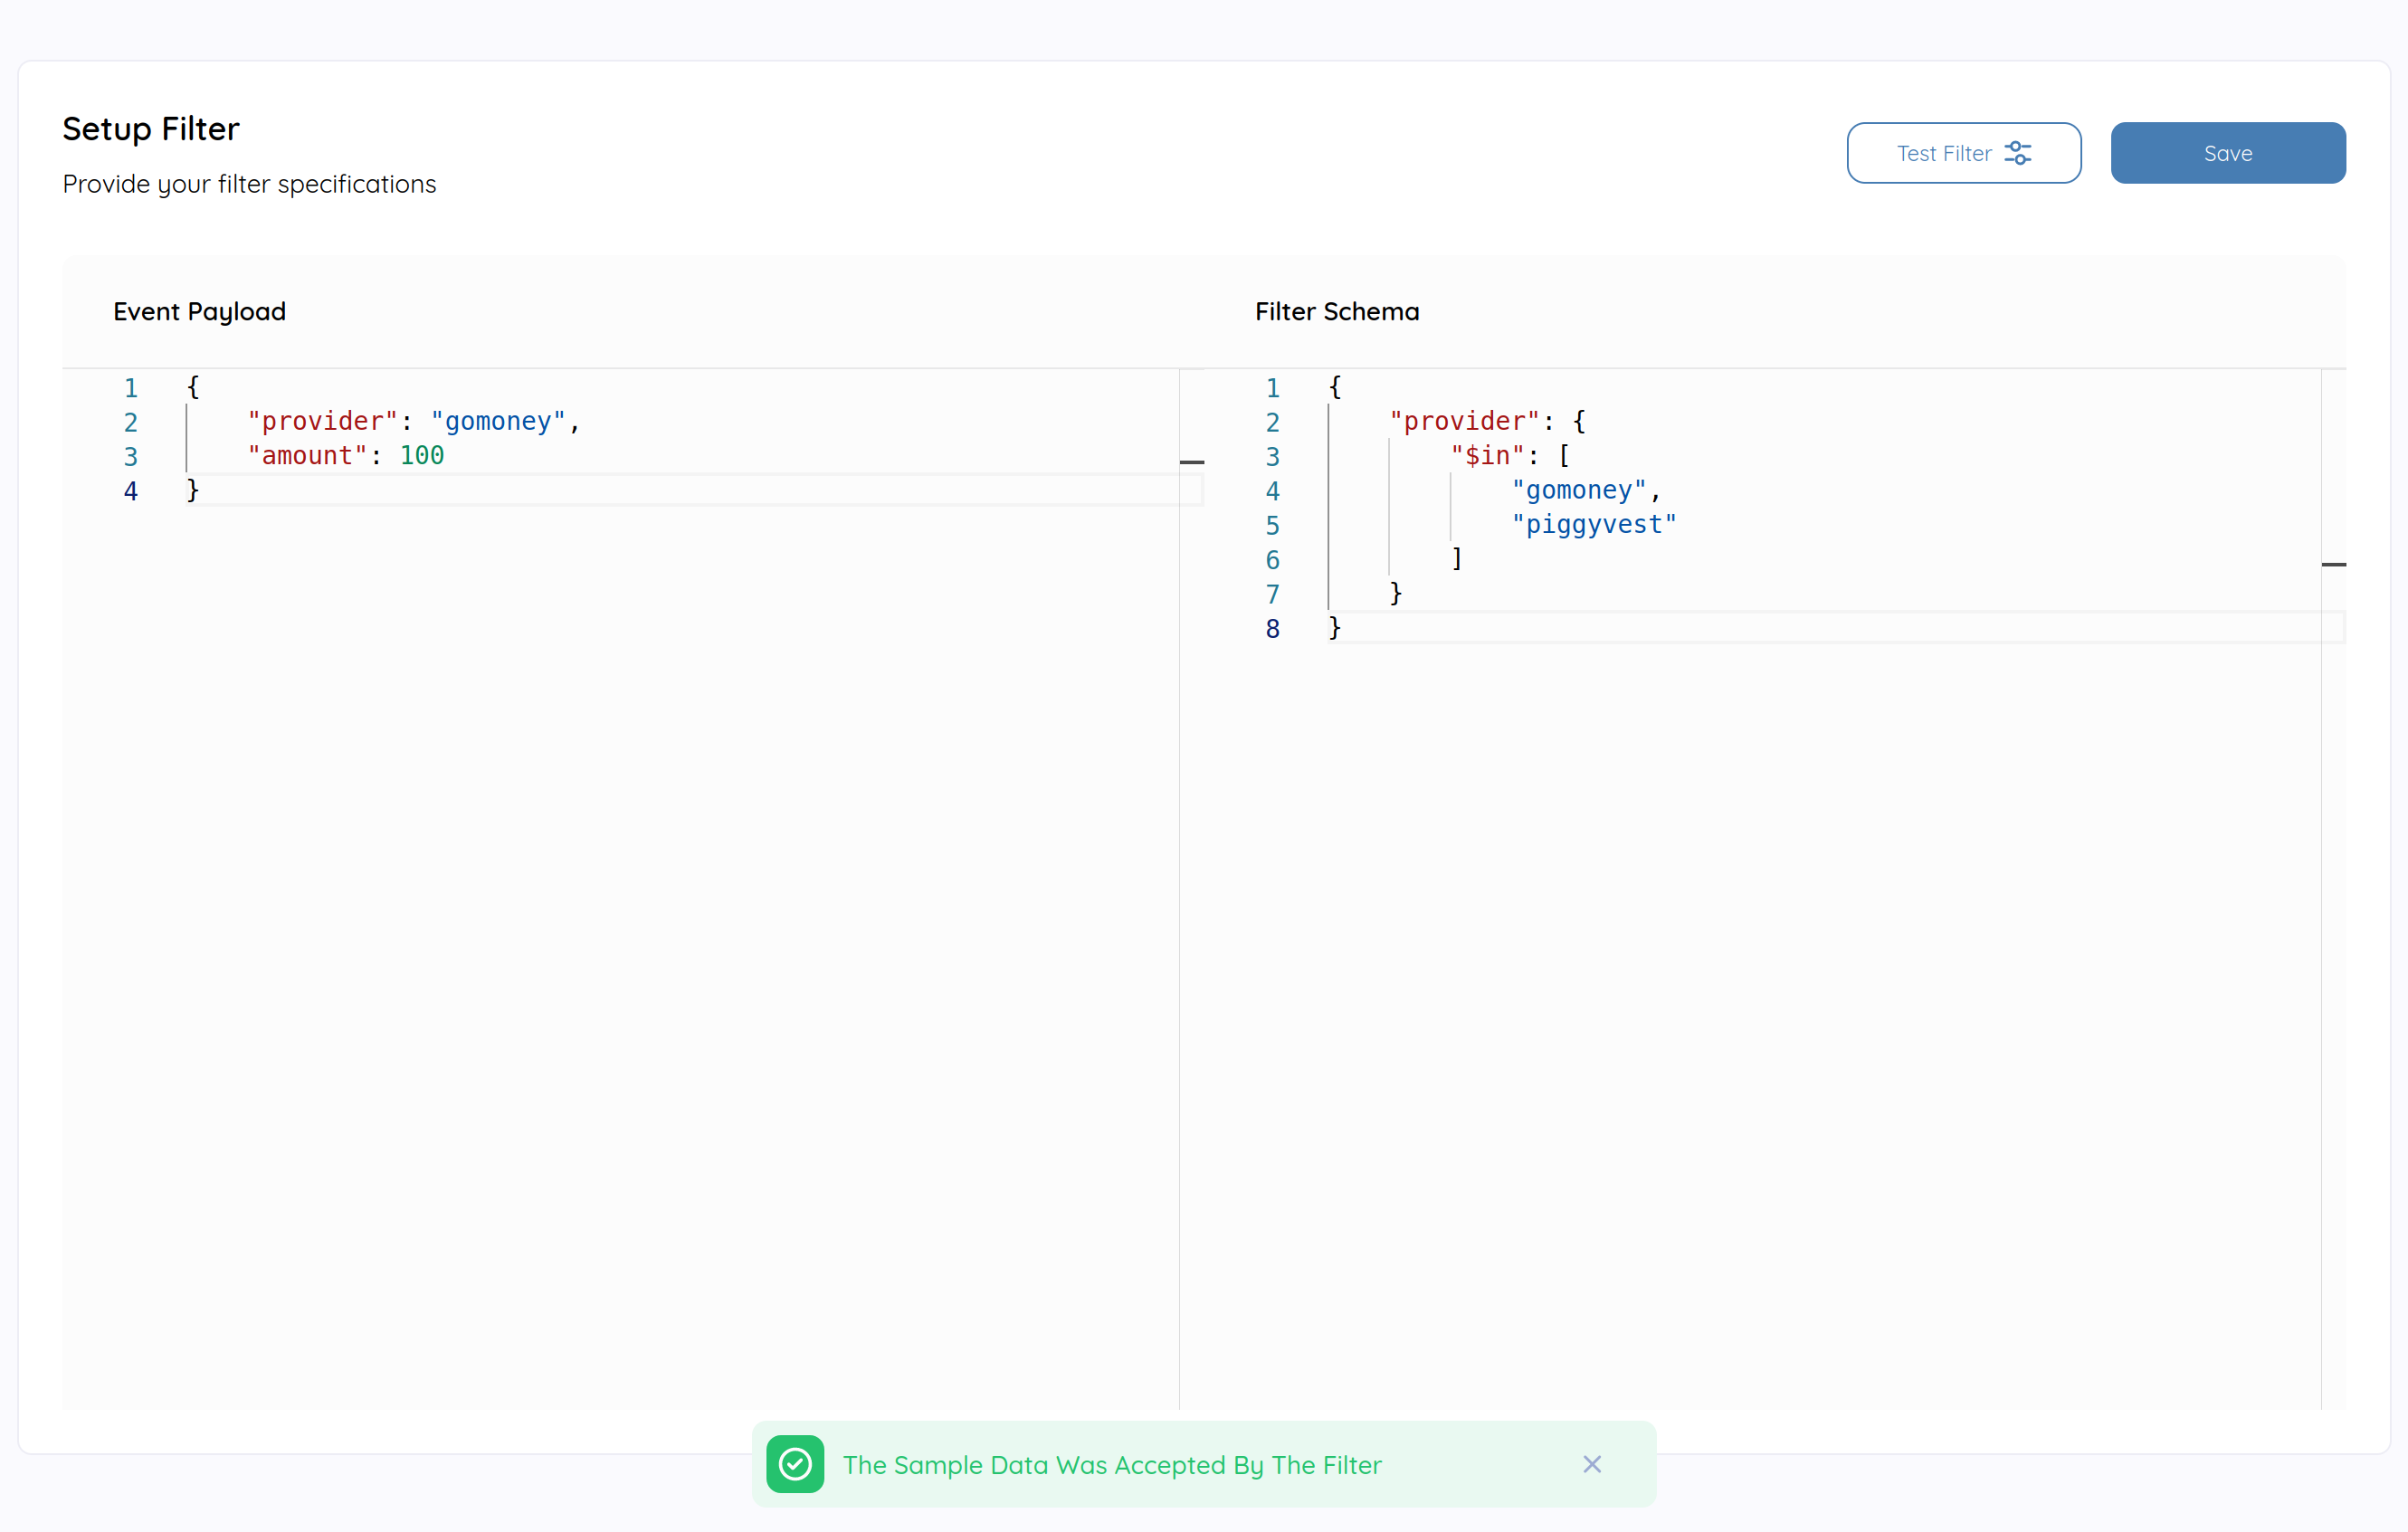 Setup Filter
Provide your filter specifications
Test Filter
Save
Event Payload
1 {
2     "provider": "gomoney",
3     "amount": 100
4 }
Filter Schema
1 {
2     "provider": {
3         "$in": [
4             "gomoney",
5             "piggyvest"
6         ]
7     }
8 }
The Sample Data Was Accepted By The Filter